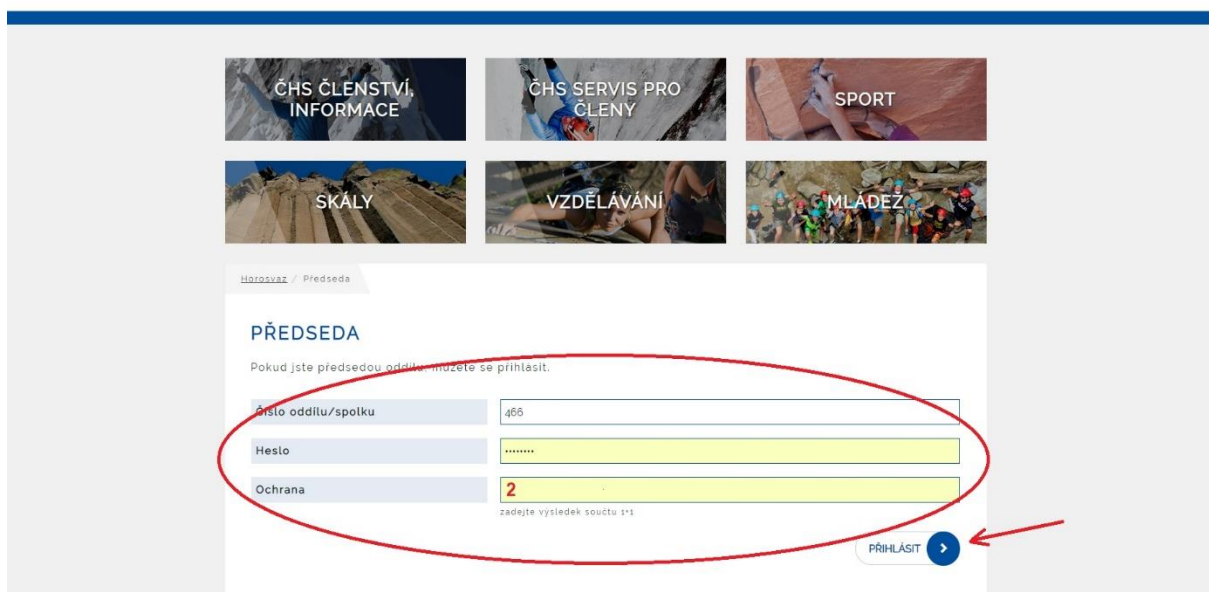 ČHS ČLENSTVÍ,
INFORMACE
ČHS SERVIS PRO
ČLENY
SPORT
SKÁLY
VZDĚLÁVÁNÍ
MLÁDEŽ
Horosvaz / Předseda
PŘEDSEDA
Pokud jste předsedou oddílu, můžete se přihlásit.
Číslo oddílu/spolku
466
Heslo
········
Ochrana
2
zadejte výsledek součtu 1+1
PŘIHLÁSIT